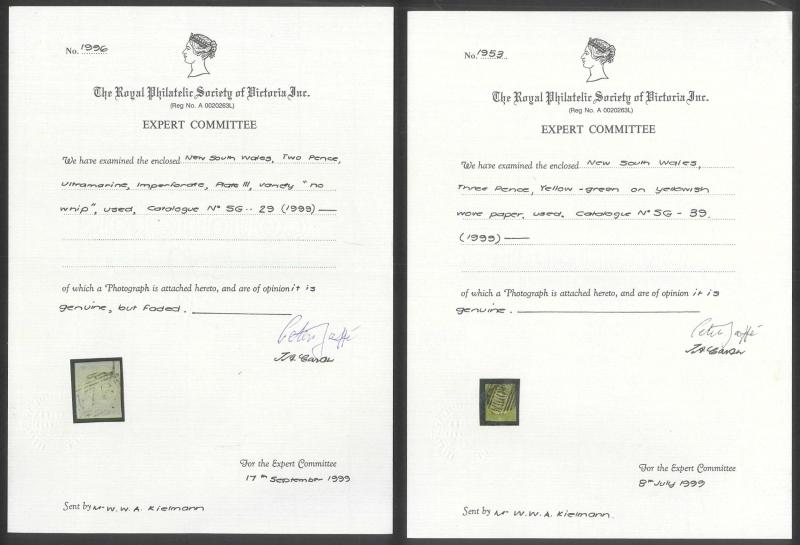 No. 1996
The Royal Philatelic Society of Victoria Inc.
(Reg No. A 0020263L)
EXPERT COMMITTEE
We have examined the enclosed New South Wales, Two Pence,
Ultramarine, Imperforate, Plate III, variety "no
whip", used, Catalogue Nº SG-- 29 (1999) —
of which a Photograph is attached hereto, and are of opinion it is
genuine, but faded.
For the Expert Committee
17th September 1999
Sent by Mr W. W. A. Kielmann
No. 1953
The Royal Philatelic Society of Victoria Inc.
(Reg No. A 0020263L)
EXPERT COMMITTEE
We have examined the enclosed New South Wales,
Three Pence, Yellow-green on yellowish
wove paper, used, Catalogue Nº SG-39
(1999) —
of which a Photograph is attached hereto, and are of opinion it is
genuine.
For the Expert Committee
8th July 1999
Sent by Mr W. W. A. Kielmann.